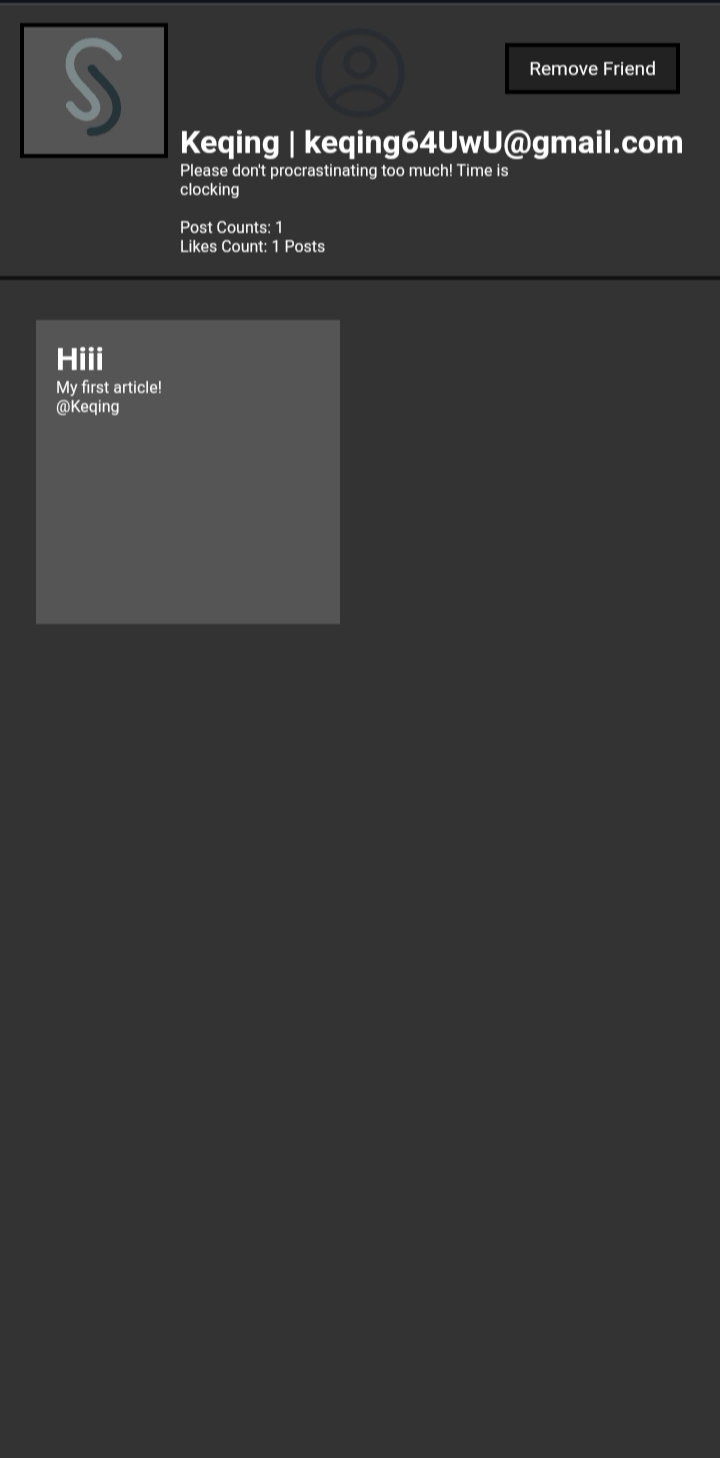 Remove Friend
Keqing | keqing64UwU@gmail.com
Please don't procrastinating too much! Time is
clocking
Post Counts: 1
Likes Count: 1 Posts
Hiii
My first article!
@Keqing